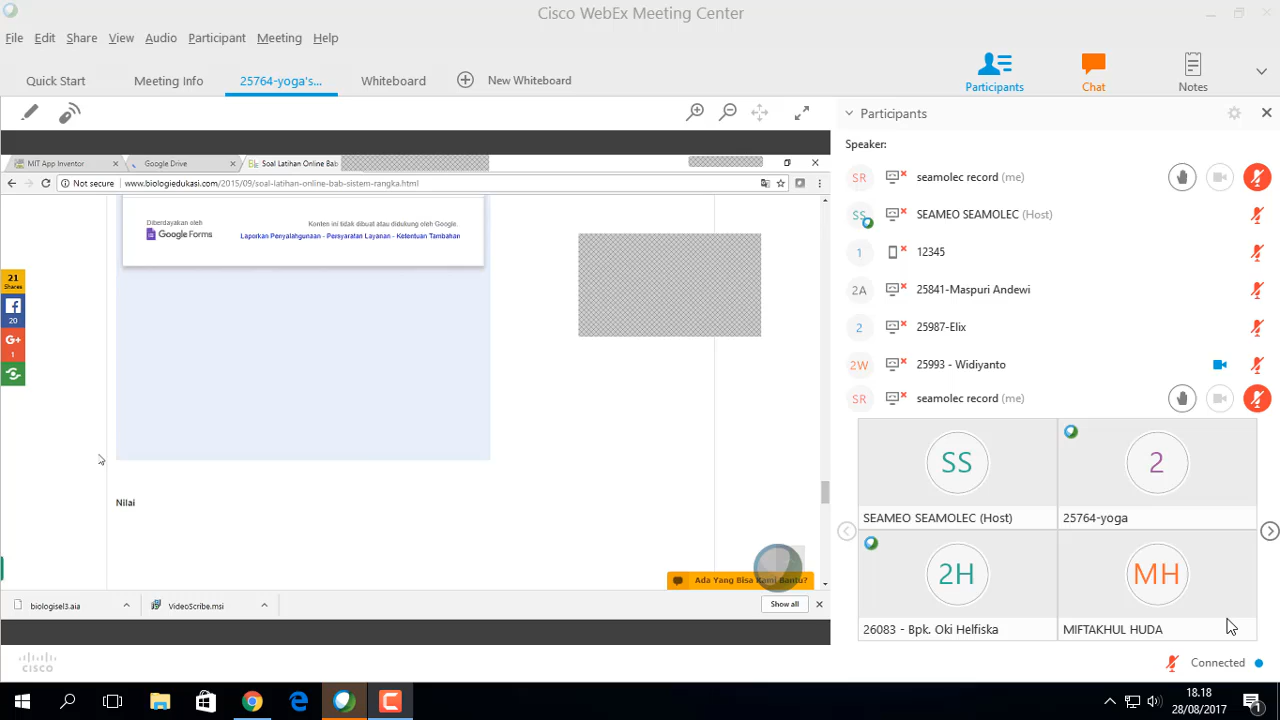 Cisco WebEx Meeting Center
File Edit Share View Audio Participant Meeting Help
Quick Start Meeting Info 25764-yoga's... Whiteboard New Whiteboard
Participants Chat Notes
Participants
MIT App Inventor Google Drive Soal Latihan Online Bab
Not secure www.biologiedukasi.com/2015/09/soal-latihan-online-bab-sistem-rangka.html
Diberdayakan oleh
Google Forms
Konten ini tidak dibuat atau didukung oleh Google.
Laporkan Penyalahgunaan - Persyaratan Layanan - Ketentuan Tambahan
21
Shares
20
G+
1
Nilai
Ada Yang Bisa Kami Bantu?
biologisel3.aia VideoScribe.msi Show all
Speaker:
SR seamolec record (me)
SS SEAMEO SEAMOLEC (Host)
1 12345
2A 25841-Maspuri Andewi
2 25987-Elix
2W 25993 - Widiyanto
SR seamolec record (me)
SS
SEAMEO SEAMOLEC (Host)
2
25764-yoga
2H
26083 - Bpk. Oki Helfiska
MH
MIFTAKHUL HUDA
cisco
Connected
18.18
28/08/2017
1